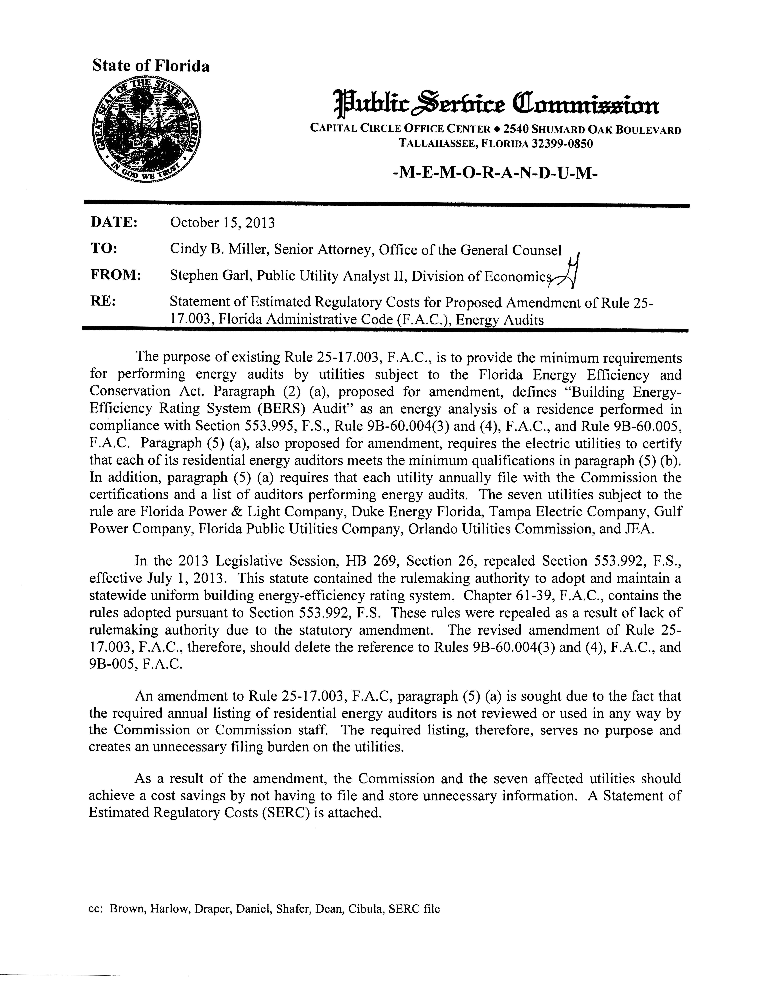 State of Florida
GREAT SEAL OF THE STATE OF FLORIDA
IN GOD WE TRUST
Public Service Commission
CAPITAL CIRCLE OFFICE CENTER ● 2540 SHUMARD OAK BOULEVARD
TALLAHASSEE, FLORIDA 32399-0850
-M-E-M-O-R-A-N-D-U-M-
DATE: October 15, 2013
TO: Cindy B. Miller, Senior Attorney, Office of the General Counsel
FROM: Stephen Garl, Public Utility Analyst II, Division of Economics
RE: Statement of Estimated Regulatory Costs for Proposed Amendment of Rule 25-
17.003, Florida Administrative Code (F.A.C.), Energy Audits
The purpose of existing Rule 25-17.003, F.A.C., is to provide the minimum requirements
for performing energy audits by utilities subject to the Florida Energy Efficiency and
Conservation Act. Paragraph (2) (a), proposed for amendment, defines “Building Energy-
Efficiency Rating System (BERS) Audit” as an energy analysis of a residence performed in
compliance with Section 553.995, F.S., Rule 9B-60.004(3) and (4), F.A.C., and Rule 9B-60.005,
F.A.C. Paragraph (5) (a), also proposed for amendment, requires the electric utilities to certify
that each of its residential energy auditors meets the minimum qualifications in paragraph (5) (b).
In addition, paragraph (5) (a) requires that each utility annually file with the Commission the
certifications and a list of auditors performing energy audits. The seven utilities subject to the
rule are Florida Power & Light Company, Duke Energy Florida, Tampa Electric Company, Gulf
Power Company, Florida Public Utilities Company, Orlando Utilities Commission, and JEA.
In the 2013 Legislative Session, HB 269, Section 26, repealed Section 553.992, F.S.,
effective July 1, 2013. This statute contained the rulemaking authority to adopt and maintain a
statewide uniform building energy-efficiency rating system. Chapter 61-39, F.A.C., contains the
rules adopted pursuant to Section 553.992, F.S. These rules were repealed as a result of lack of
rulemaking authority due to the statutory amendment. The revised amendment of Rule 25-
17.003, F.A.C., therefore, should delete the reference to Rules 9B-60.004(3) and (4), F.A.C., and
9B-005, F.A.C.
An amendment to Rule 25-17.003, F.A.C, paragraph (5) (a) is sought due to the fact that
the required annual listing of residential energy auditors is not reviewed or used in any way by
the Commission or Commission staff. The required listing, therefore, serves no purpose and
creates an unnecessary filing burden on the utilities.
As a result of the amendment, the Commission and the seven affected utilities should
achieve a cost savings by not having to file and store unnecessary information. A Statement of
Estimated Regulatory Costs (SERC) is attached.
cc: Brown, Harlow, Draper, Daniel, Shafer, Dean, Cibula, SERC file